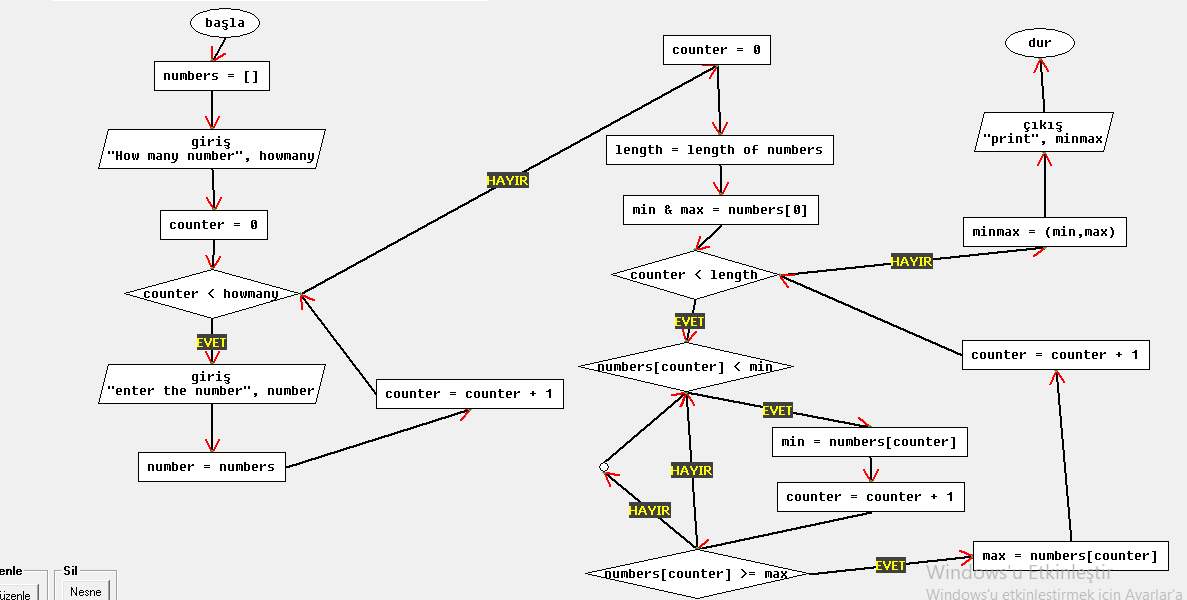 başla
numbers = []
giriş
"How many number", howmany
counter = 0
counter < howmany
EVET
giriş
"enter the number", number
number = numbers
counter = counter + 1
HAYIR
counter = 0
length = length of numbers
min & max = numbers[0]
counter < length
EVET
numbers[counter] < min
EVET
min = numbers[counter]
counter = counter + 1
HAYIR
HAYIR
numbers[counter] >= max
EVET
max = numbers[counter]
counter = counter + 1
HAYIR
minmax = (min,max)
çıkış
"print", minmax
dur
enle
üzenle
Sil
Nesne
Windows'u Etkinleştir
Windows'u etkinleştirmek için Ayarlar'a